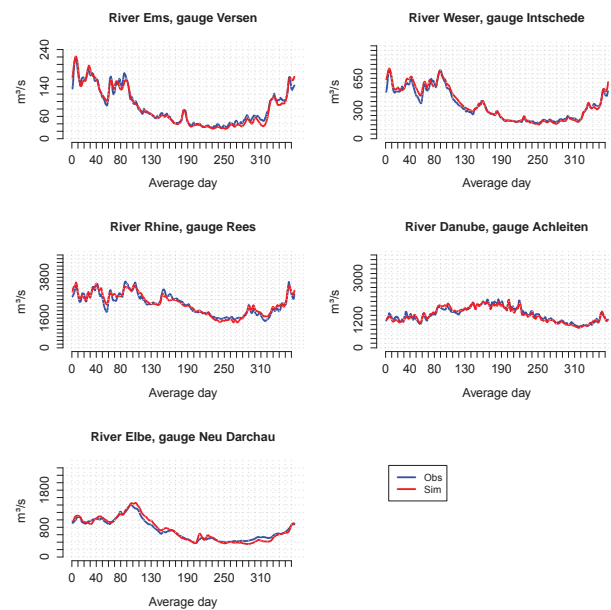 River Ems, gauge Versen
m³/s
0 60 140 240
0 40 80 130 190 250 310
Average day
River Weser, gauge Intschede
m³/s
0 300 650
0 40 80 130 190 250 310
Average day
River Rhine, gauge Rees
m³/s
0 1600 3800
0 40 80 130 190 250 310
Average day
River Danube, gauge Achleiten
m³/s
0 1200 3000
0 40 80 130 190 250 310
Average day
River Elbe, gauge Neu Darchau
m³/s
0 800 1800
0 40 80 130 190 250 310
Average day
Obs
Sim